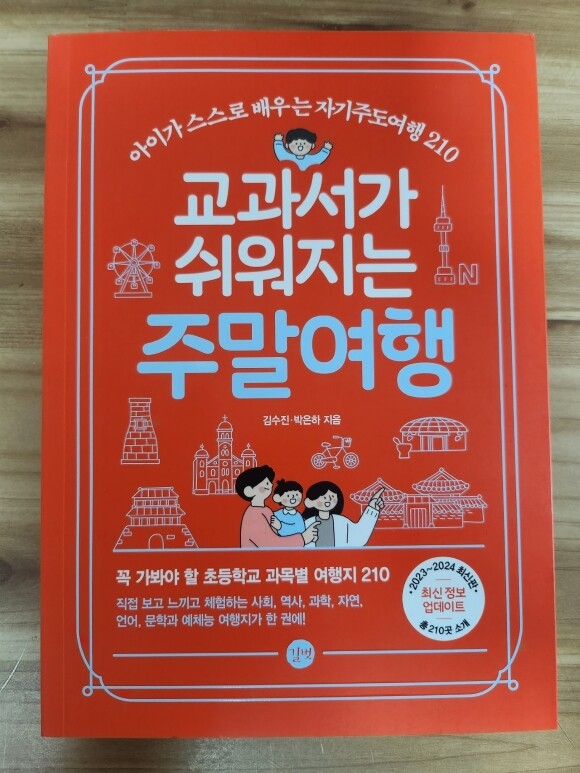 아이가 스스로 배우는 자기주도여행 210
교과서가
쉬워지는
N
주말여행
김수진·박은하 지음
꼭 가봐야 할 초등학교 과목별 여행지 210
직접 보고 느끼고 체험하는 사회, 역사, 과학, 자연,
언어, 문학과 예체능 여행지가 한 권에!
•2023~2024 최신판•
최신 정보
업데이트
총 210곳 소개
길벗